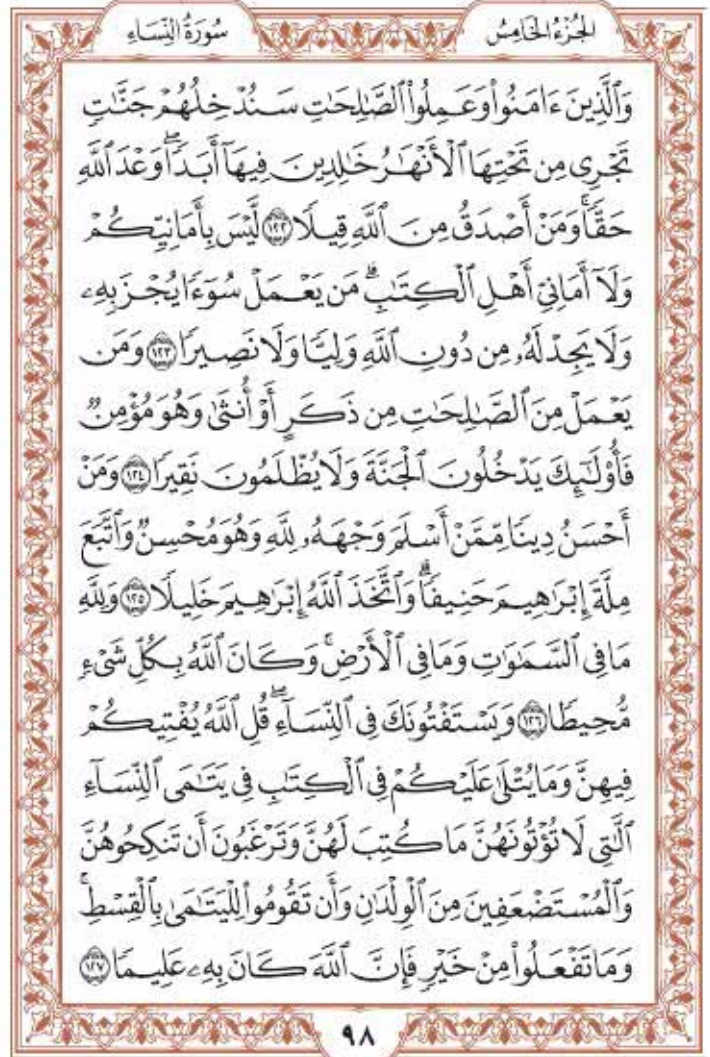 الجُزْءُ الخَامِسُ
سُورَةُ النِّسَاءِ
وَٱلَّذِينَ ءَامَنُوا۟ وَعَمِلُوا۟ ٱلصَّـٰلِحَـٰتِ سَنُدْخِلُهُمْ جَنَّـٰتٍ
تَجْرِى مِن تَحْتِهَا ٱلْأَنْهَـٰرُ خَـٰلِدِينَ فِيهَآ أَبَدًا ۖ وَعْدَ ٱللَّهِ
حَقًّا ۚ وَمَنْ أَصْدَقُ مِنَ ٱللَّهِ قِيلًا ١٢٢ لَّيْسَ بِأَمَانِيِّكُمْ
وَلَآ أَمَانِىِّ أَهْلِ ٱلْكِتَـٰبِ ۗ مَن يَعْمَلْ سُوٓءًا يُجْزَ بِهِۦ
وَلَا يَجِدْ لَهُۥ مِن دُونِ ٱللَّهِ وَلِيًّا وَلَا نَصِيرًا ١٢٣ وَمَن
يَعْمَلْ مِنَ ٱلصَّـٰلِحَـٰتِ مِن ذَكَرٍ أَوْ أُنثَىٰ وَهُوَ مُؤْمِنٌ
فَأُو۟لَـٰٓئِكَ يَدْخُلُونَ ٱلْجَنَّةَ وَلَا يُظْلَمُونَ نَقِيرًا ١٢٤ وَمَنْ
أَحْسَنُ دِينًا مِّمَّنْ أَسْلَمَ وَجْهَهُۥ لِلَّهِ وَهُوَ مُحْسِنٌ وَٱتَّبَعَ
مِلَّةَ إِبْرَٰهِيمَ حَنِيفًا ۗ وَٱتَّخَذَ ٱللَّهُ إِبْرَٰهِيمَ خَلِيلًا ١٢٥ وَلِلَّهِ
مَا فِى ٱلسَّمَـٰوَٰتِ وَمَا فِى ٱلْأَرْضِ ۚ وَكَانَ ٱللَّهُ بِكُلِّ شَىْءٍ
مُّحِيطًا ١٢٦ وَيَسْتَفْتُونَكَ فِى ٱلنِّسَآءِ ۖ قُلِ ٱللَّهُ يُفْتِيكُمْ
فِيهِنَّ وَمَا يُتْلَىٰ عَلَيْكُمْ فِى ٱلْكِتَـٰبِ فِى يَتَـٰمَى ٱلنِّسَآءِ
ٱلَّـٰتِى لَا تُؤْتُونَهُنَّ مَا كُتِبَ لَهُنَّ وَتَرْغَبُونَ أَن تَنكِحُوهُنَّ
وَٱلْمُسْتَضْعَفِينَ مِنَ ٱلْوِلْدَٰنِ وَأَن تَقُومُوا۟ لِلْيَتَـٰمَىٰ بِٱلْقِسْطِ ۚ
وَمَا تَفْعَلُوا۟ مِنْ خَيْرٍ فَإِنَّ ٱللَّهَ كَانَ بِهِۦ عَلِيمًا ١٢٧
٩٨